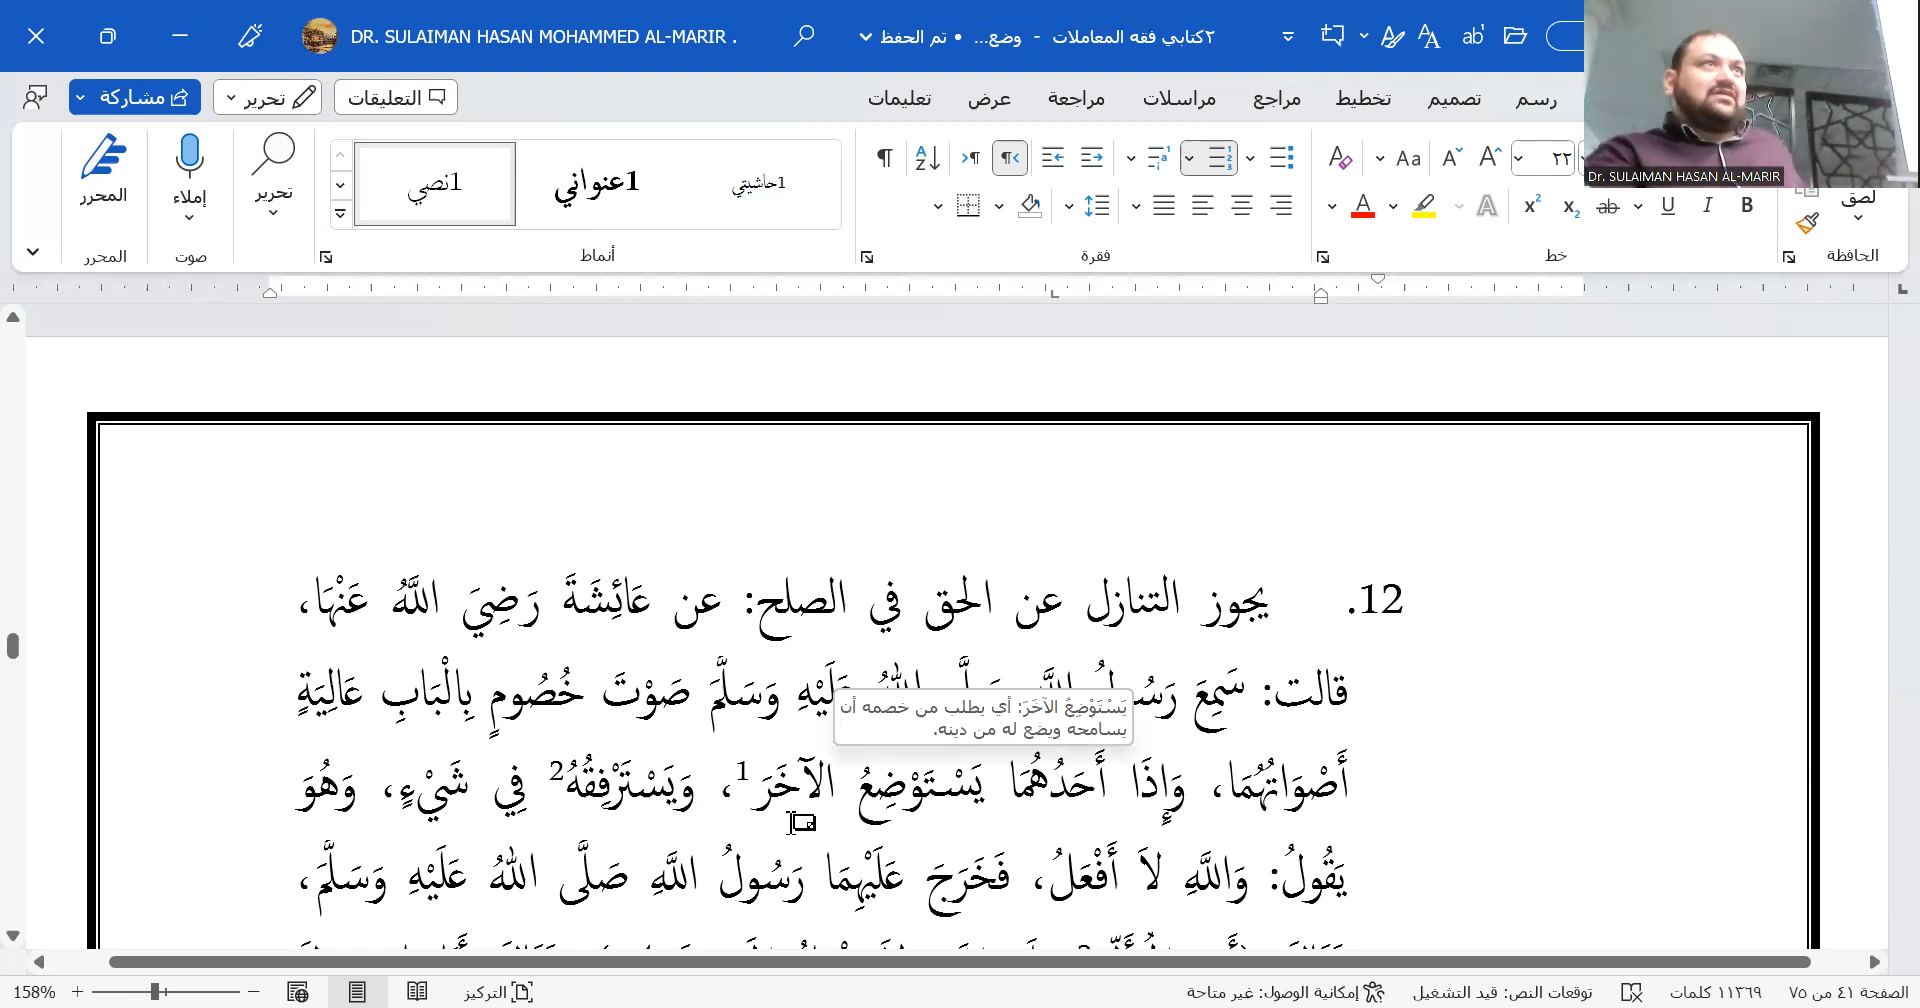 DR. SULAIMAN HASAN MOHAMMED AL-MARIR .
٢كتابي فقه المعاملات - وضع... • تم الحفظ
Dr. SULAIMAN HASAN AL-MARIR
رسم تصميم تخطيط مراجع مراسلات مراجعة عرض تعليمات
التعليقات
تحرير
مشاركة
لصق
٢٢
1حاشيتي
1عنواني
1نصي
تحرير
إملاء
المحرر
الحافظة
خط
فقرة
أنماط
صوت
المحرر
12. يجوز التنازل عن الحق في الصلح: عن عَائِشَةَ رَضِيَ اللَّهُ عَنْهَا،
قالت: سَمِعَ رَسُولُ اللَّهِ صَلَّى اللهُ عَلَيْهِ وَسَلَّمَ صَوْتَ خُصُومٍ بِالْبَابِ عَالِيَةٍ
يَسْتَوْضِعُ الآخَرَ: أي يطلب من خصمه أن
يسامحه ويضع له من دينه.
أَصْوَاتُهُمَا، وَإِذَا أَحَدُهُمَا يَسْتَوْضِعُ الآخَرَ1، وَيَسْتَرْفِقُهُ2 فِي شَيْءٍ، وَهُوَ
يَقُولُ: وَاللَّهِ لاَ أَفْعَلُ، فَخَرَجَ عَلَيْهِمَا رَسُولُ اللَّهِ صَلَّى اللهُ عَلَيْهِ وَسَلَّمَ،
الصفحة ٤١ من ٧٥
١١٣٦٩ كلمات
توقعات النص: قيد التشغيل
إمكانية الوصول: غير متاحة
التركيز
158%